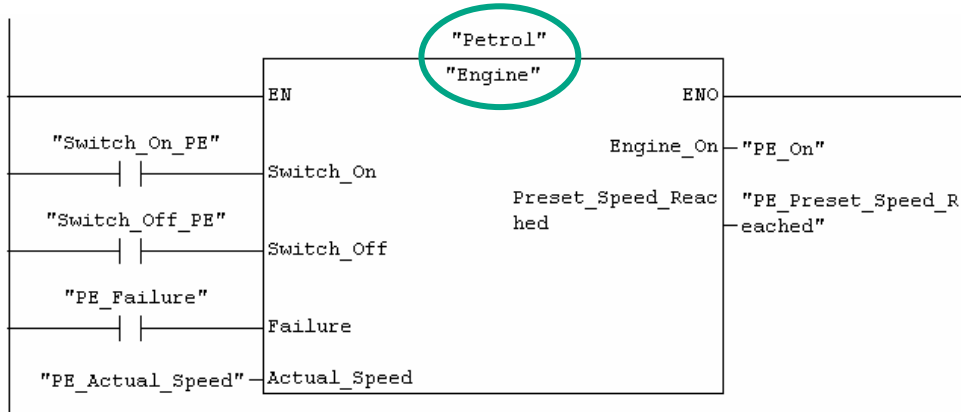 "Petrol"
"Engine"
EN
ENO
"Switch_On_PE"
Switch_On
Engine_On
"PE_On"
"Switch_Off_PE"
Switch_Off
Preset_Speed_Reac
hed
"PE_Preset_Speed_R
eached"
"PE_Failure"
Failure
"PE_Actual_Speed"
Actual_Speed